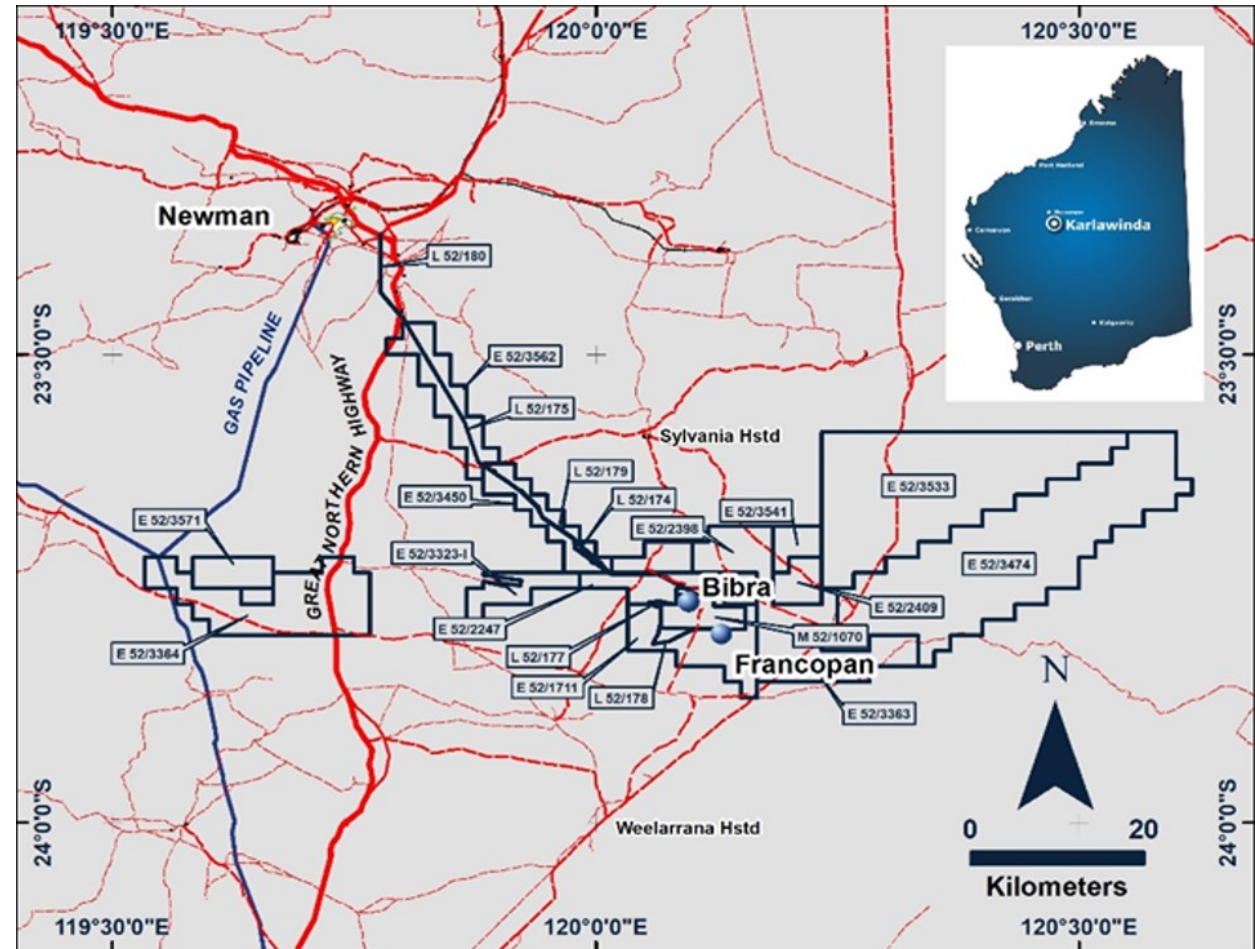 119°30'0"E
120°0'0"E
120°30'0"E
Broome
Port Hedland
Newman
Karlawinda
Carnarvon
Geraldton
Kalgoorlie
Perth
Newman
L 52/180
23°30'0"S
23°30'0"S
GAS PIPELINE
GREAT NORTHERN HIGHWAY
E 52/3562
L 52/175
Sylvania Hstd
L 52/179
L 52/174
E 52/3450
E 52/2398
E 52/3541
E 52/3533
E 52/3571
E 52/3323-I
E 52/3474
Bibra
E 52/2409
E 52/2247
M 52/1070
E 52/3364
L 52/177
Francopan
E 52/1711
L 52/178
E 52/3363
N
24°0'0"S
24°0'0"S
Weelarrana Hstd
0 20
Kilometers
119°30'0"E
120°0'0"E
120°30'0"E